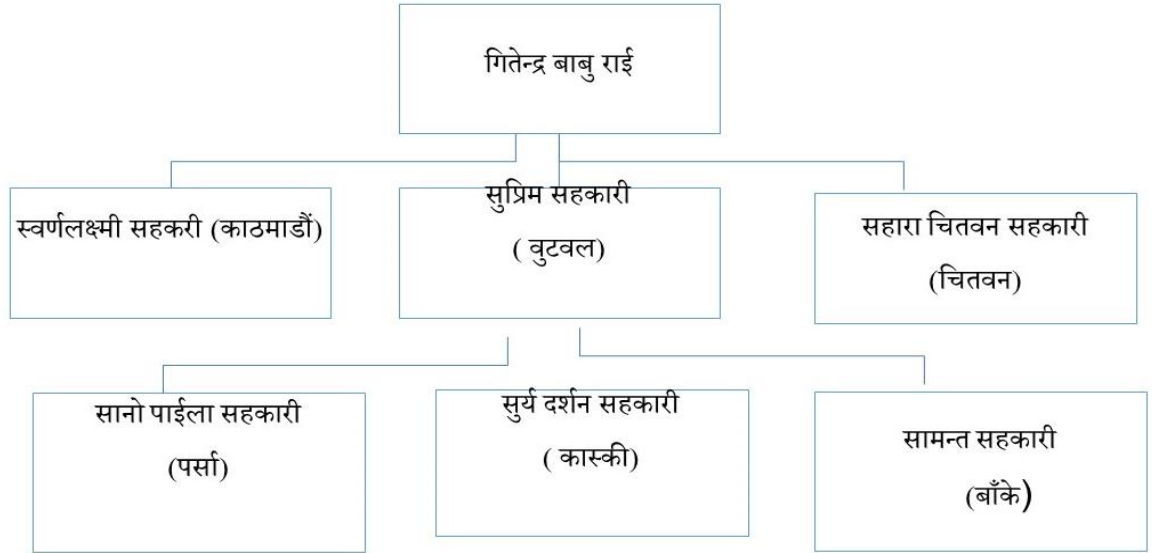 गितेन्द्र बाबु राई
स्वर्णलक्ष्मी सहकरी (काठमाडौं)
सुप्रिम सहकारी
( वुटवल)
सहारा चितवन सहकारी
(चितवन)
सानो पाईला सहकारी
(पर्सा)
सुर्य दर्शन सहकारी
( कास्की)
सामन्त सहकारी
(बाँके)